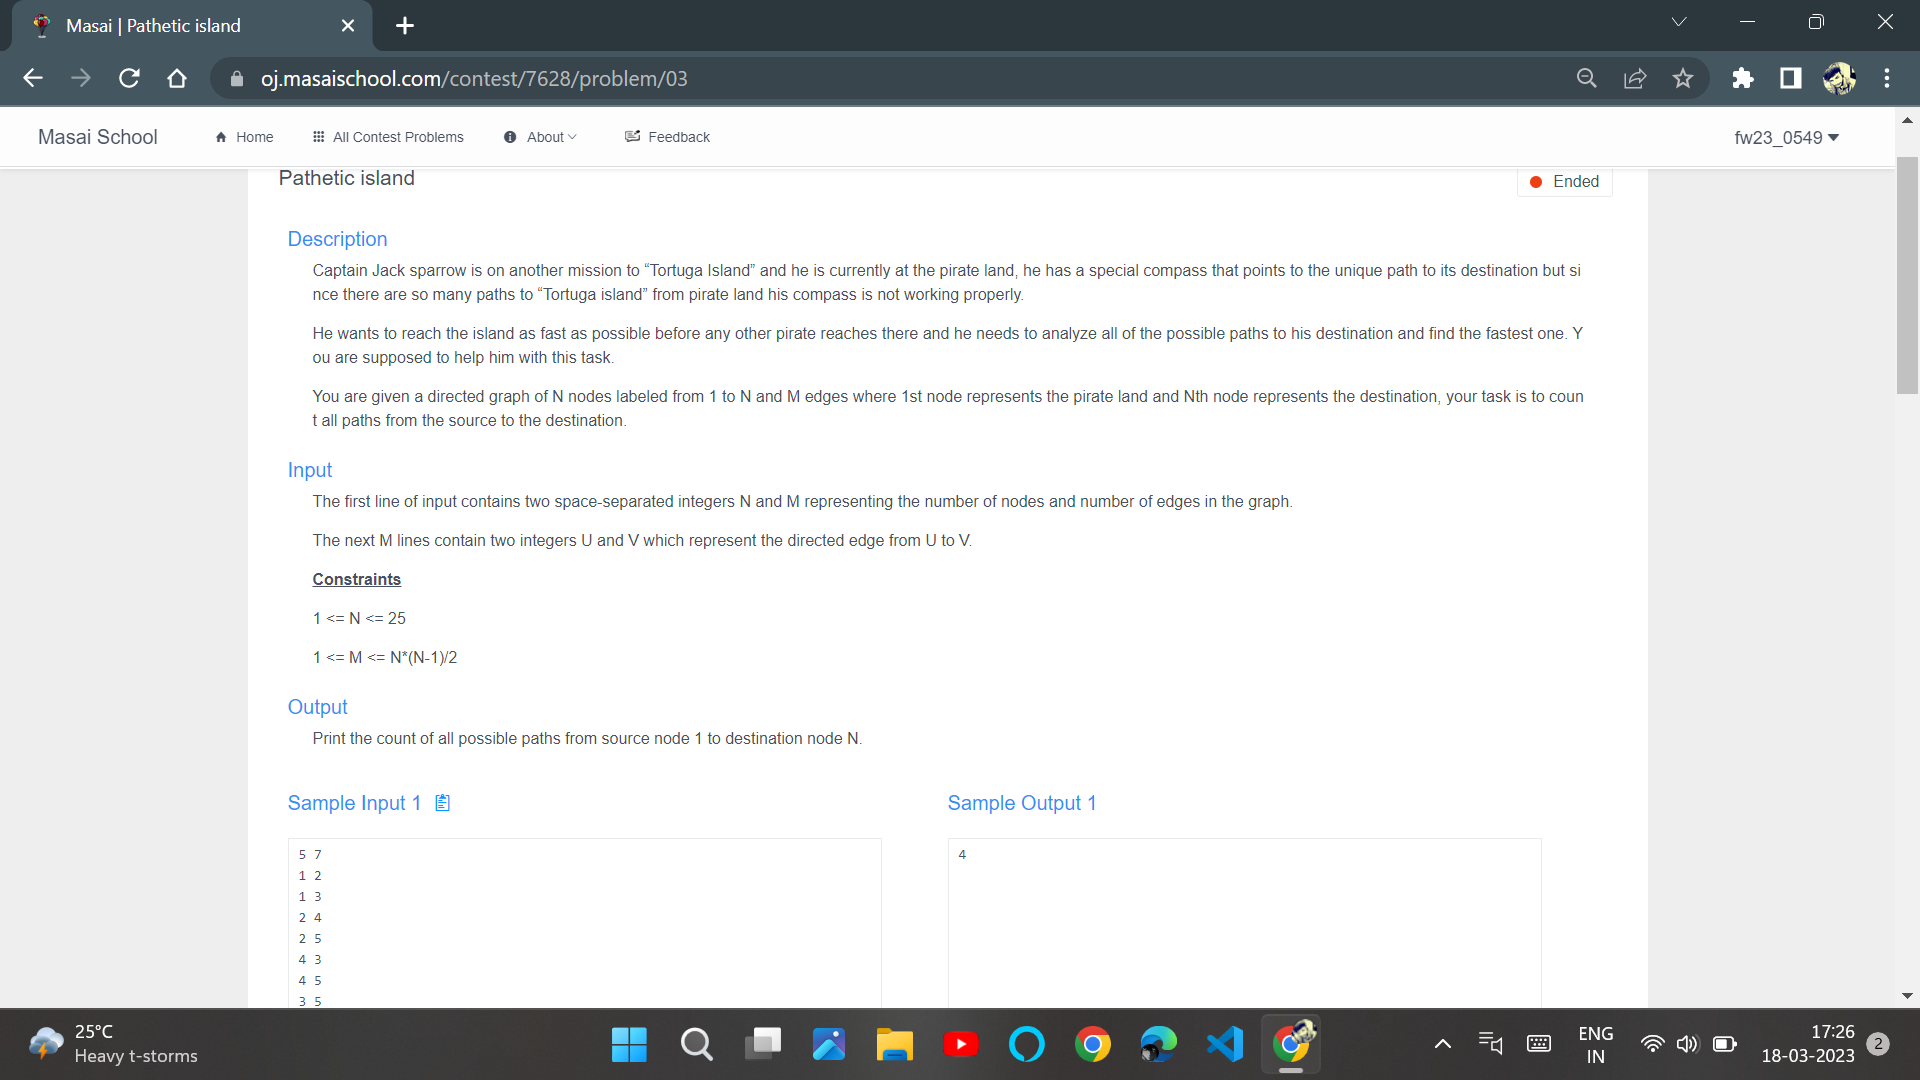 Masai | Pathetic island
oj.masaischool.com/contest/7628/problem/03
Masai School
Home
All Contest Problems
About
Feedback
fw23_0549
Pathetic island
Ended
Description
Captain Jack sparrow is on another mission to “Tortuga Island” and he is currently at the pirate land, he has a special compass that points to the unique path to its destination but si
nce there are so many paths to “Tortuga island” from pirate land his compass is not working properly.
He wants to reach the island as fast as possible before any other pirate reaches there and he needs to analyze all of the possible paths to his destination and find the fastest one. Y
ou are supposed to help him with this task.
You are given a directed graph of N nodes labeled from 1 to N and M edges where 1st node represents the pirate land and Nth node represents the destination, your task is to coun
t all paths from the source to the destination.
Input
The first line of input contains two space-separated integers N and M representing the number of nodes and number of edges in the graph.
The next M lines contain two integers U and V which represent the directed edge from U to V.
Constraints
1 <= N <= 25
1 <= M <= N*(N-1)/2
Output
Print the count of all possible paths from source node 1 to destination node N.
Sample Input 1
5 7
1 2
1 3
2 4
2 5
4 3
4 5
3 5
Sample Output 1
4
25°C
Heavy t-storms
ENG
IN
17:26
18-03-2023
2